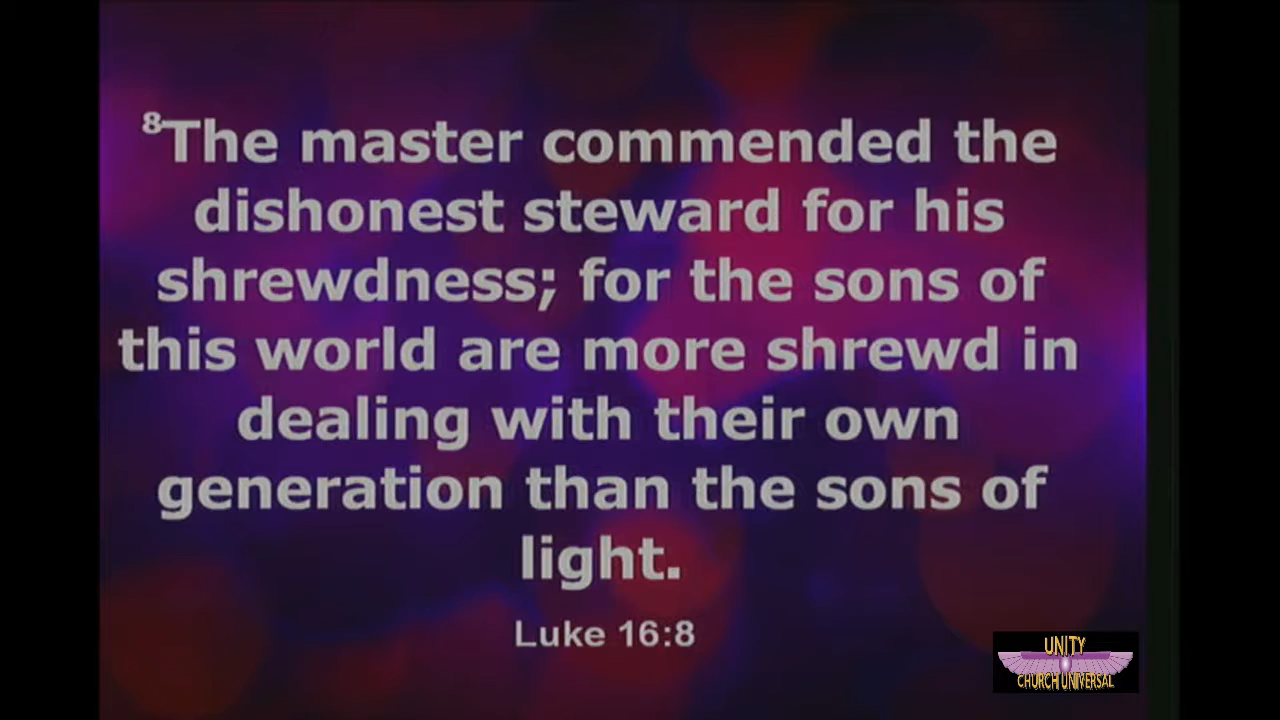 ⁸The master commended the
dishonest steward for his
shrewdness; for the sons of
this world are more shrewd in
dealing with their own
generation than the sons of
light.
Luke 16:8
UNITY
CHURCH UNIVERSAL